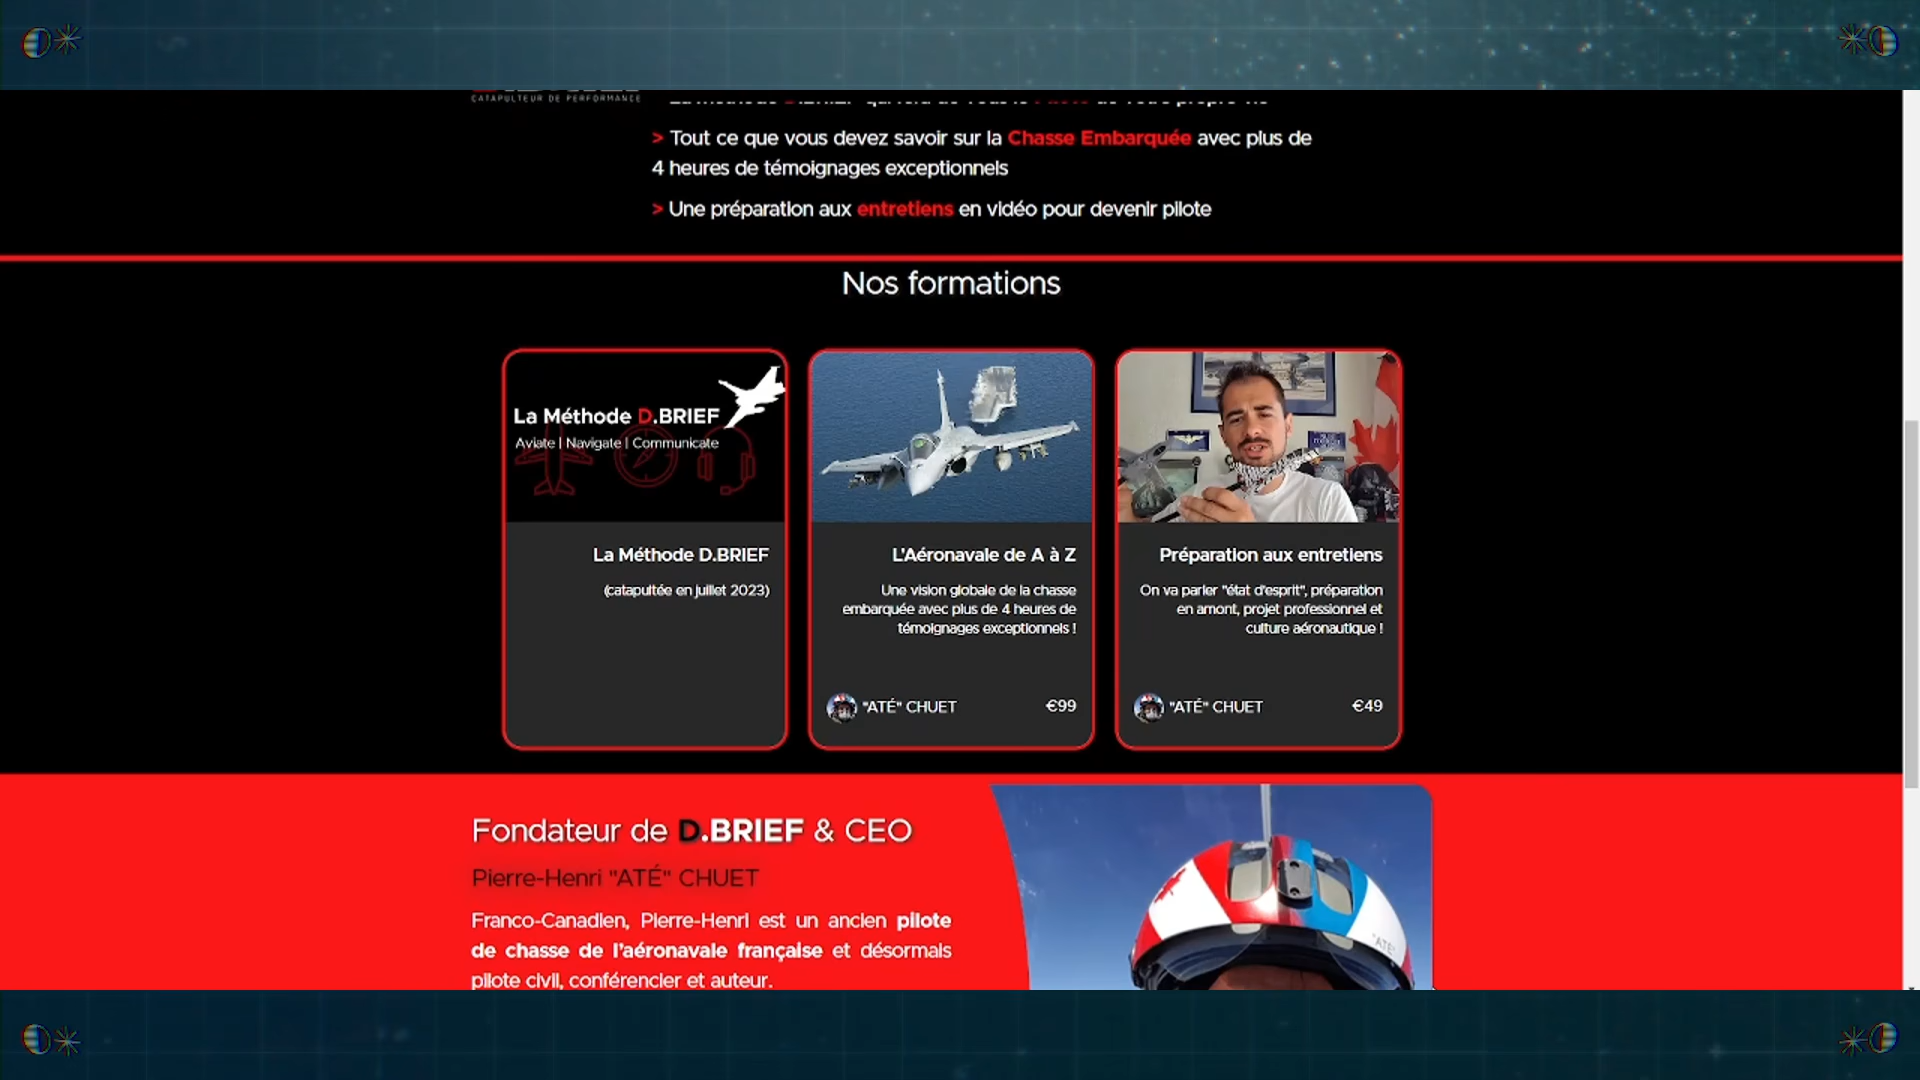 CATAPULTEUR DE PERFORMANCE
> Tout ce que vous devez savoir sur la Chasse Embarquée avec plus de
4 heures de témoignages exceptionnels
> Une préparation aux entretiens en vidéo pour devenir pilote
Nos formations
La Méthode D.BRIEF
Aviate | Navigate | Communicate
La Méthode D.BRIEF
(catapultée en juillet 2023)
L'Aéronavale de A à Z
Une vision globale de la chasse
embarquée avec plus de 4 heures de
témoignages exceptionnels !
"ATÉ" CHUET
€99
Préparation aux entretiens
On va parler "état d'esprit", préparation
en amont, projet professionnel et
culture aéronautique !
"ATÉ" CHUET
€49
Fondateur de D.BRIEF & CEO
Pierre-Henri "ATÉ" CHUET
Franco-Canadien, Pierre-Henri est un ancien pilote
de chasse de l'aéronavale française et désormais
pilote civil, conférencier et auteur.
"ATÉ"